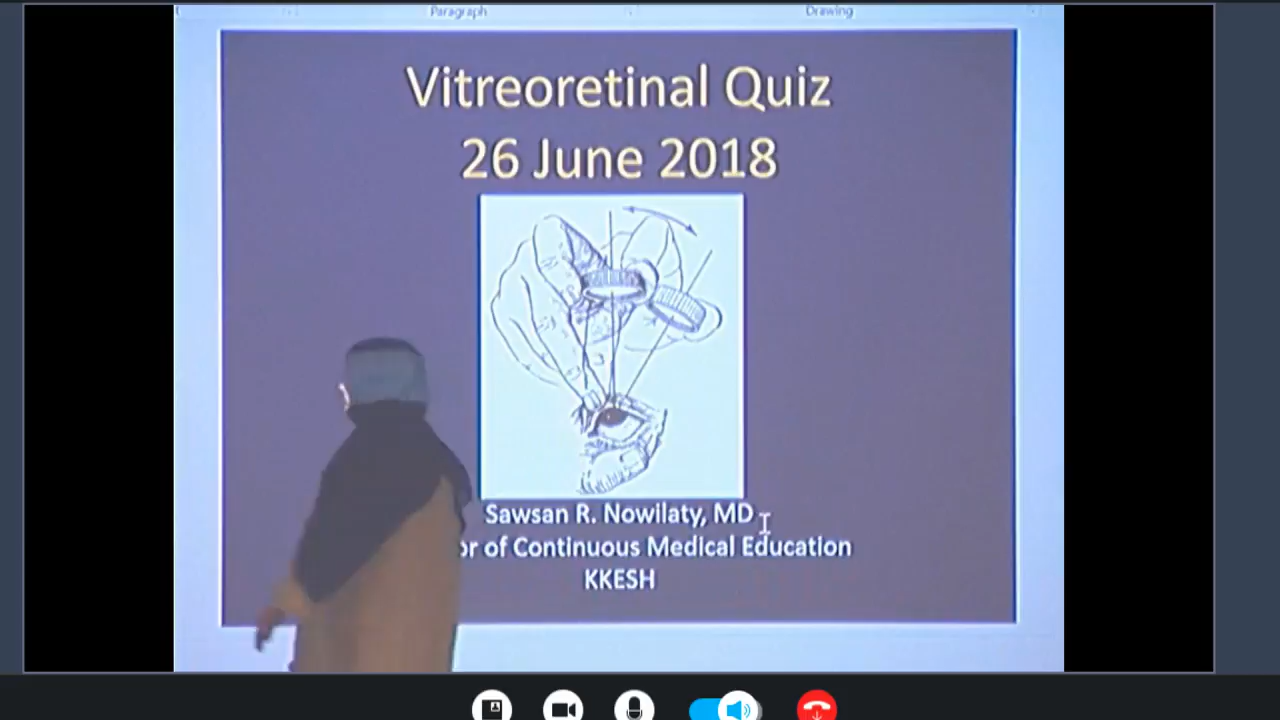 Paragraph
Drawing
Vitreoretinal Quiz
26 June 2018
Sawsan R. Nowilaty, MD
of Continuous Medical Education
KKESH